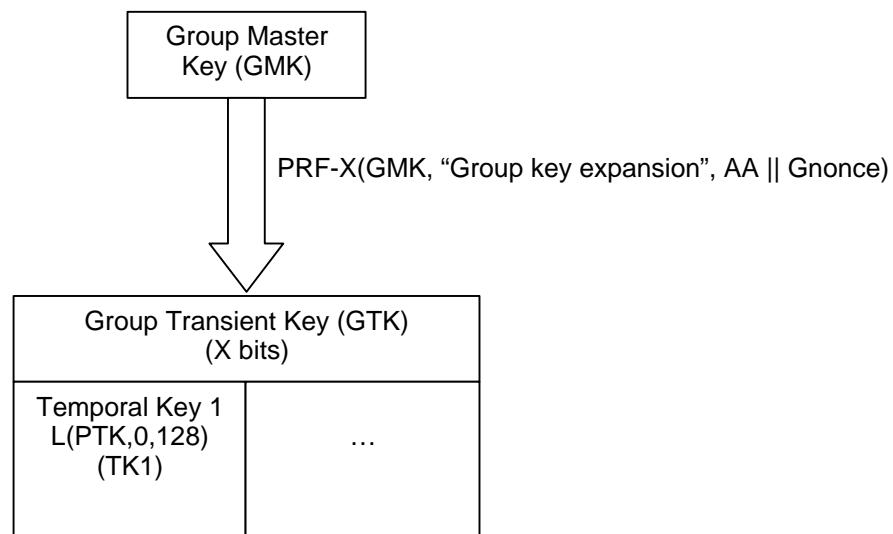 Group Master
Key (GMK)
PRF-X(GMK, “Group key expansion”, AA || Gnonce)
Group Transient Key (GTK)
(X bits)
Temporal Key 1
L(PTK,0,128)
(TK1)
…